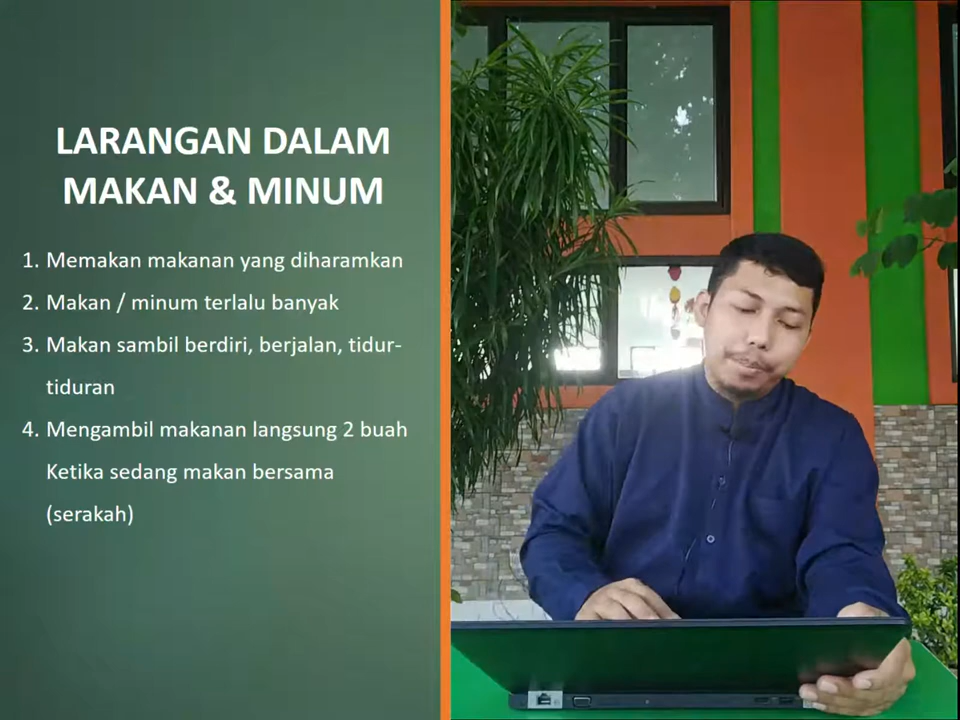 LARANGAN DALAM
MAKAN & MINUM
1. Memakan makanan yang diharamkan
2. Makan / minum terlalu banyak
3. Makan sambil berdiri, berjalan, tidur-
tiduran
4. Mengambil makanan langsung 2 buah
Ketika sedang makan bersama
(serakah)